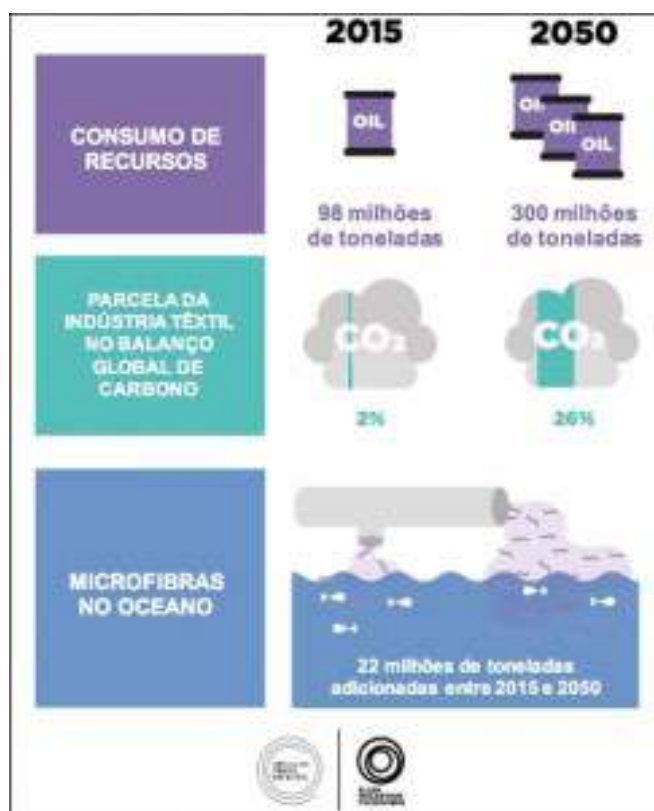 2015
2050
CONSUMO DE
RECURSOS
OIL
OIL
OIL
OIL
98 milhões
de toneladas
300 milhões
de toneladas
PARCELA DA
INDÚSTRIA TÊXTIL
NO BALANÇO
GLOBAL DE
CARBONO
CO₂
CO₂
2%
26%
MICROFIBRAS
NO OCEANO
22 milhões de toneladas
adicionadas entre 2015 e 2050